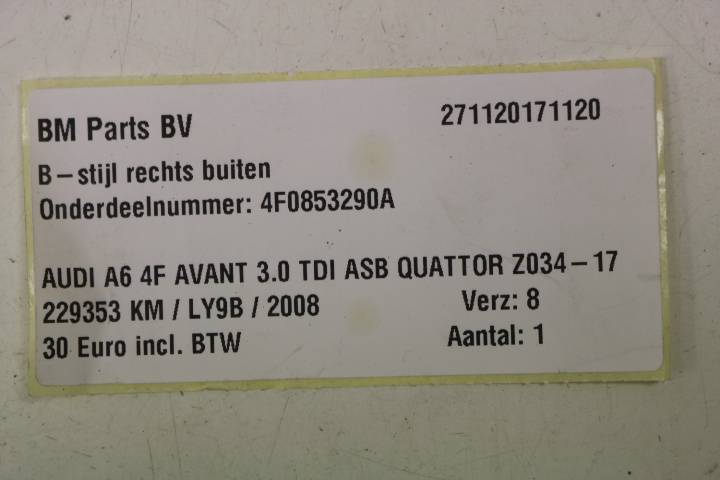 BM Parts BV 271120171120
B-stijl rechts buiten
Onderdeelnummer: 4F0853290A
AUDI A6 4F AVANT 3.0 TDI ASB QUATTOR Z034-17
229353 KM / LY9B / 2008 Verz: 8
30 Euro incl. BTW Aantal: 1